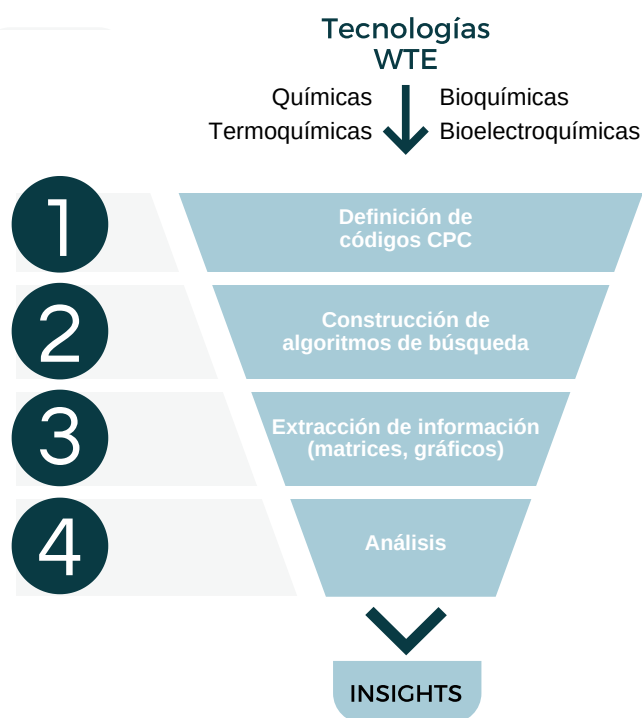 Tecnologías
WTE
Químicas
Bioquímicas
Termoquímicas
Bioelectroquímicas
1
Definición de
códigos CPC
2
Construcción de
algoritmos de búsqueda
3
Extracción de información
(matrices, gráficos)
4
Análisis
INSIGHTS